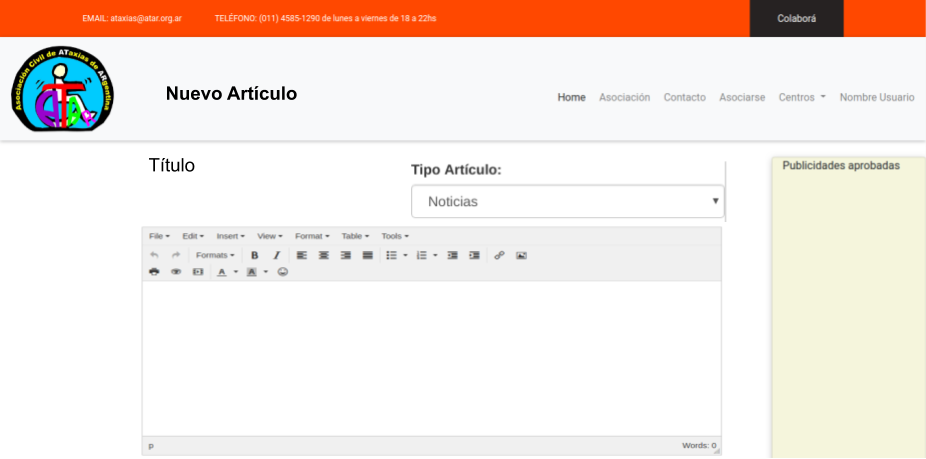 EMAIL: ataxias@atar.org.ar TELÉFONO: (011) 4585-1290 de lunes a viernes de 18 a 22hs Colaborá
Asociación Civil de ATaxias de ARgentina
Nuevo Artículo
Home Asociación Contacto Asociarse Centros Nombre Usuario
Título
Tipo Artículo:
Noticias
Publicidades aprobadas
File Edit Insert View Format Table Tools
Formats B I
A A
p Words: 0